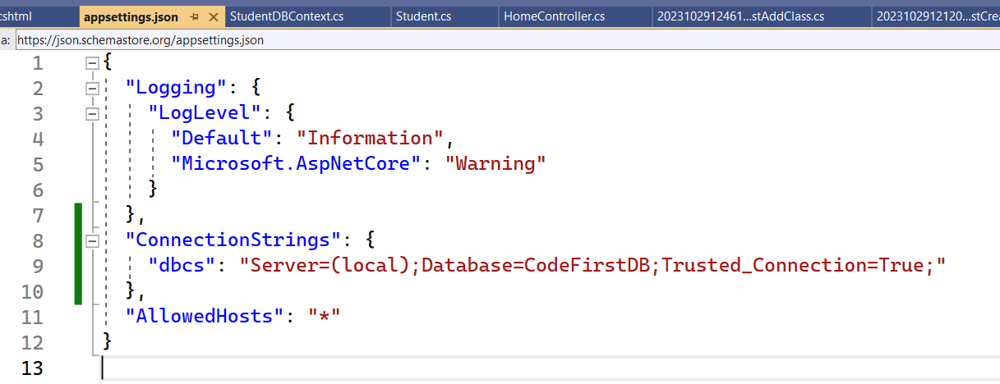 cshtml appsettings.json StudentDBContext.cs Student.cs HomeController.cs 2023102912461...stAddClass.cs 2023102912120...stCrea
a: https://json.schemastore.org/appsettings.json
1 {
2 "Logging": {
3 "LogLevel": {
4 "Default": "Information",
5 "Microsoft.AspNetCore": "Warning"
6 }
7 },
8 "ConnectionStrings": {
9 "dbcs": "Server=(local);Database=CodeFirstDB;Trusted_Connection=True;"
10 },
11 "AllowedHosts": "*"
12 }
13